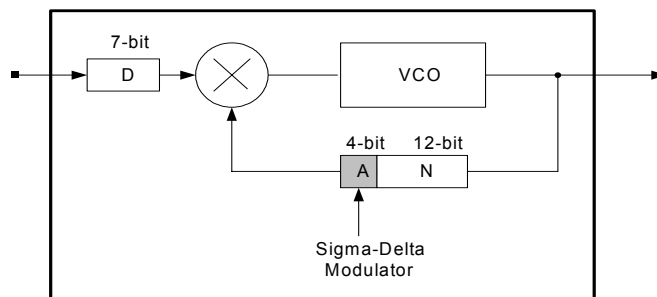 7-bit
D
VCO
4-bit 12-bit
A N
Sigma-Delta
Modulator